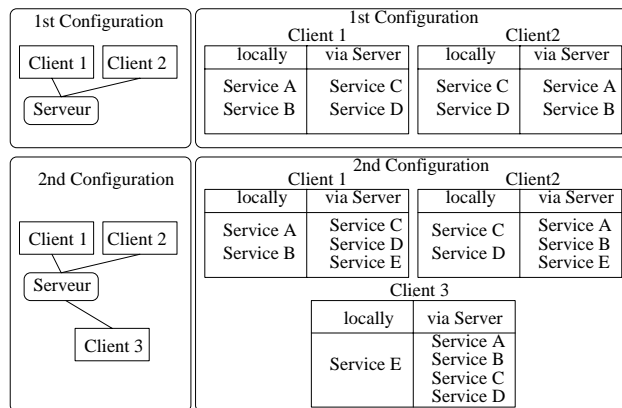 1st Configuration
Client 1
Client 2
Serveur
1st Configuration
Client 1
Client2
locally
via Server
locally
via Server
Service A
Service C
Service C
Service A
Service B
Service D
Service D
Service B
2nd Configuration
Client 1
Client 2
Serveur
Client 3
2nd Configuration
Client 1
Client2
locally
via Server
locally
via Server
Service A
Service B
Service C
Service D
Service E
Service C
Service D
Service A
Service B
Service E
Client 3
locally
via Server
Service E
Service A
Service B
Service C
Service D